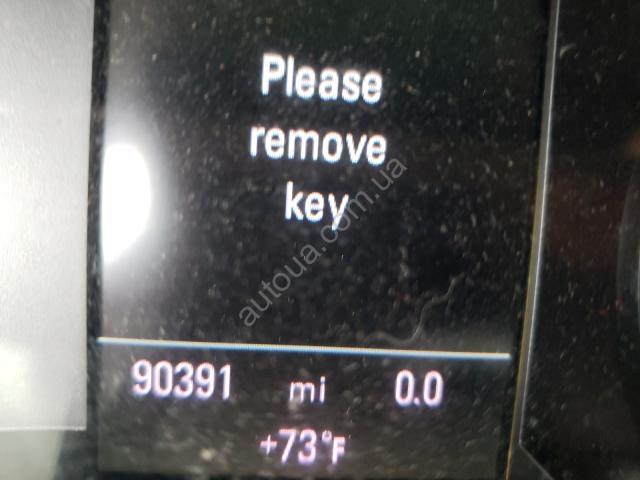 Please
remove
key
autoua.com.ua
90391 mi 0.0
+73°F